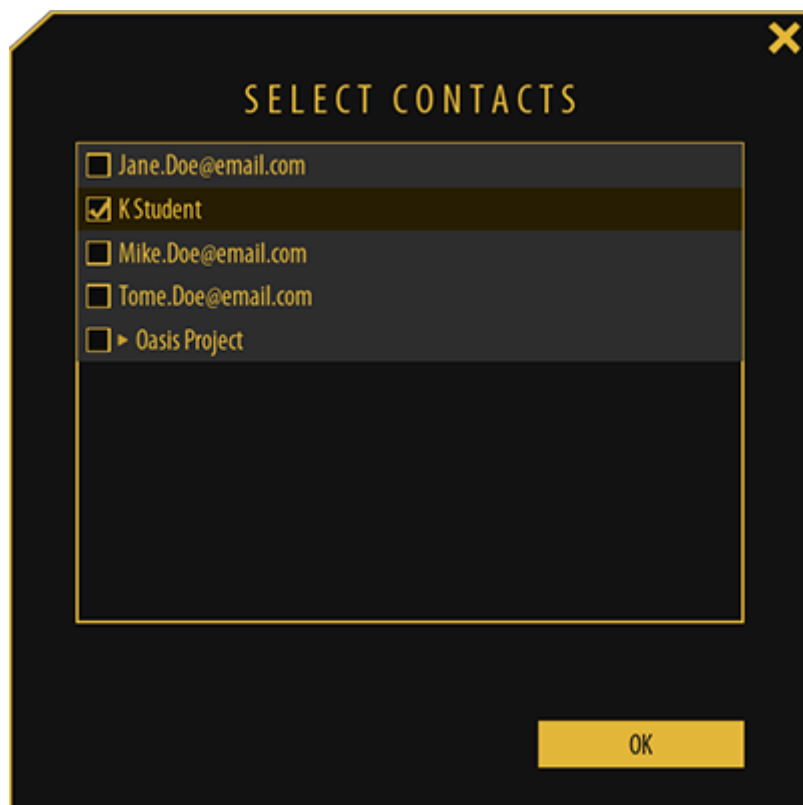 SELECT CONTACTS
Jane.Doe@email.com
K Student
Mike.Doe@email.com
Tome.Doe@email.com
Oasis Project
OK